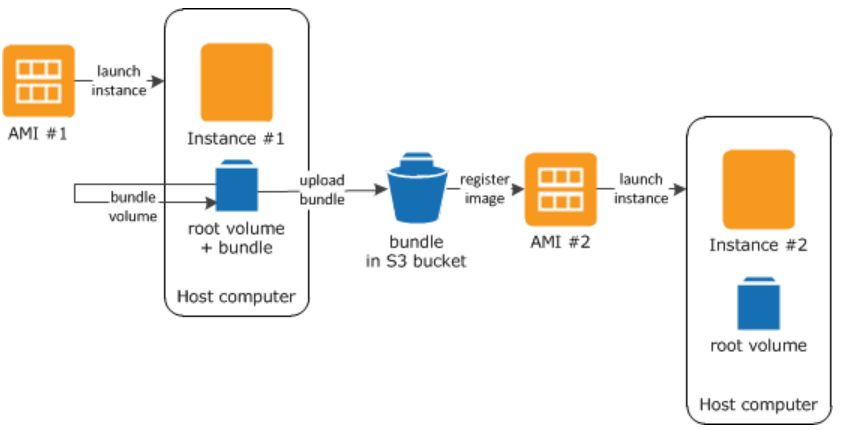 launch
instance
AMI #1
Instance #1
bundle
volume
root volume
+ bundle
Host computer
upload
bundle
bundle
in S3 bucket
register
image
AMI #2
launch
instance
Instance #2
root volume
Host computer